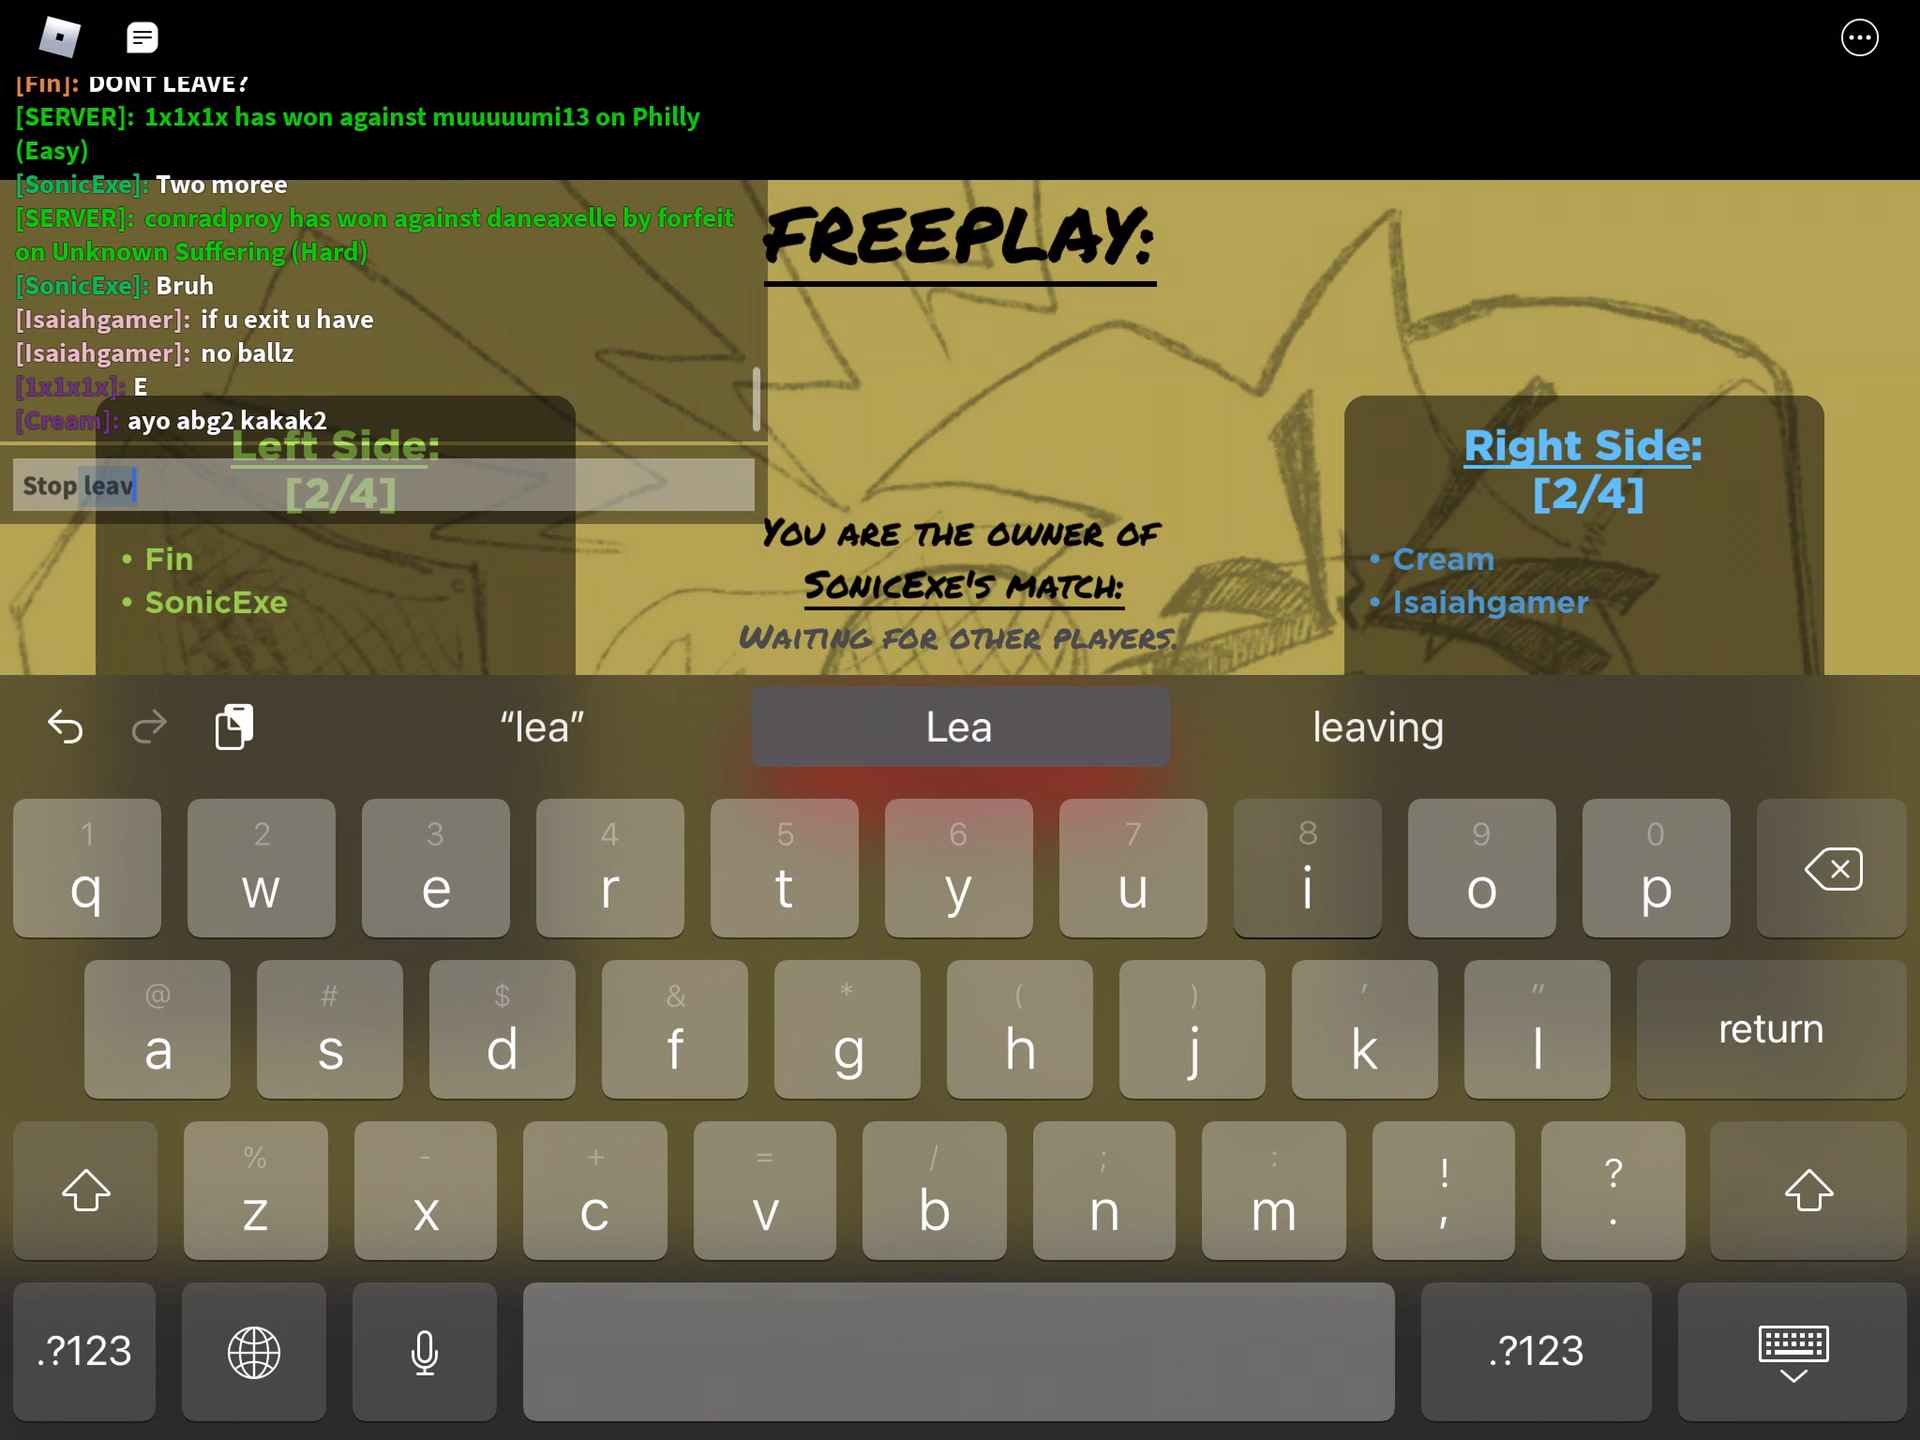 [Fin]: DONT LEAVE?
[SERVER]: 1x1x1x has won against muuuuumi13 on Philly
(Easy)
[SonicExe]: Two moree
[SERVER]: conradproy has won against daneaxelle by forfeit
on Unknown Suffering (Hard)
[SonicExe]: Bruh
[Isaiahgamer]: if u exit u have
[Isaiahgamer]: no ballz
[1x1x1x]: E
[Cream]: ayo abg2 kakak2
Stop leav
FREEPLAY:
Left Side:
[2/4]
• Fin
• SonicExe
YOU ARE THE OWNER OF
SONICEXE'S MATCH:
WAITING FOR OTHER PLAYERS.
Right Side:
[2/4]
• Cream
• Isaiahgamer
“lea” Lea leaving
1 2 3 4 5 6 7 8 9 0
q w e r t y u i o p
@ # $ & * ( ) ' "
a s d f g h j k l return
% - + = / ; : ! ?
z x c v b n m , .
.?123 .?123